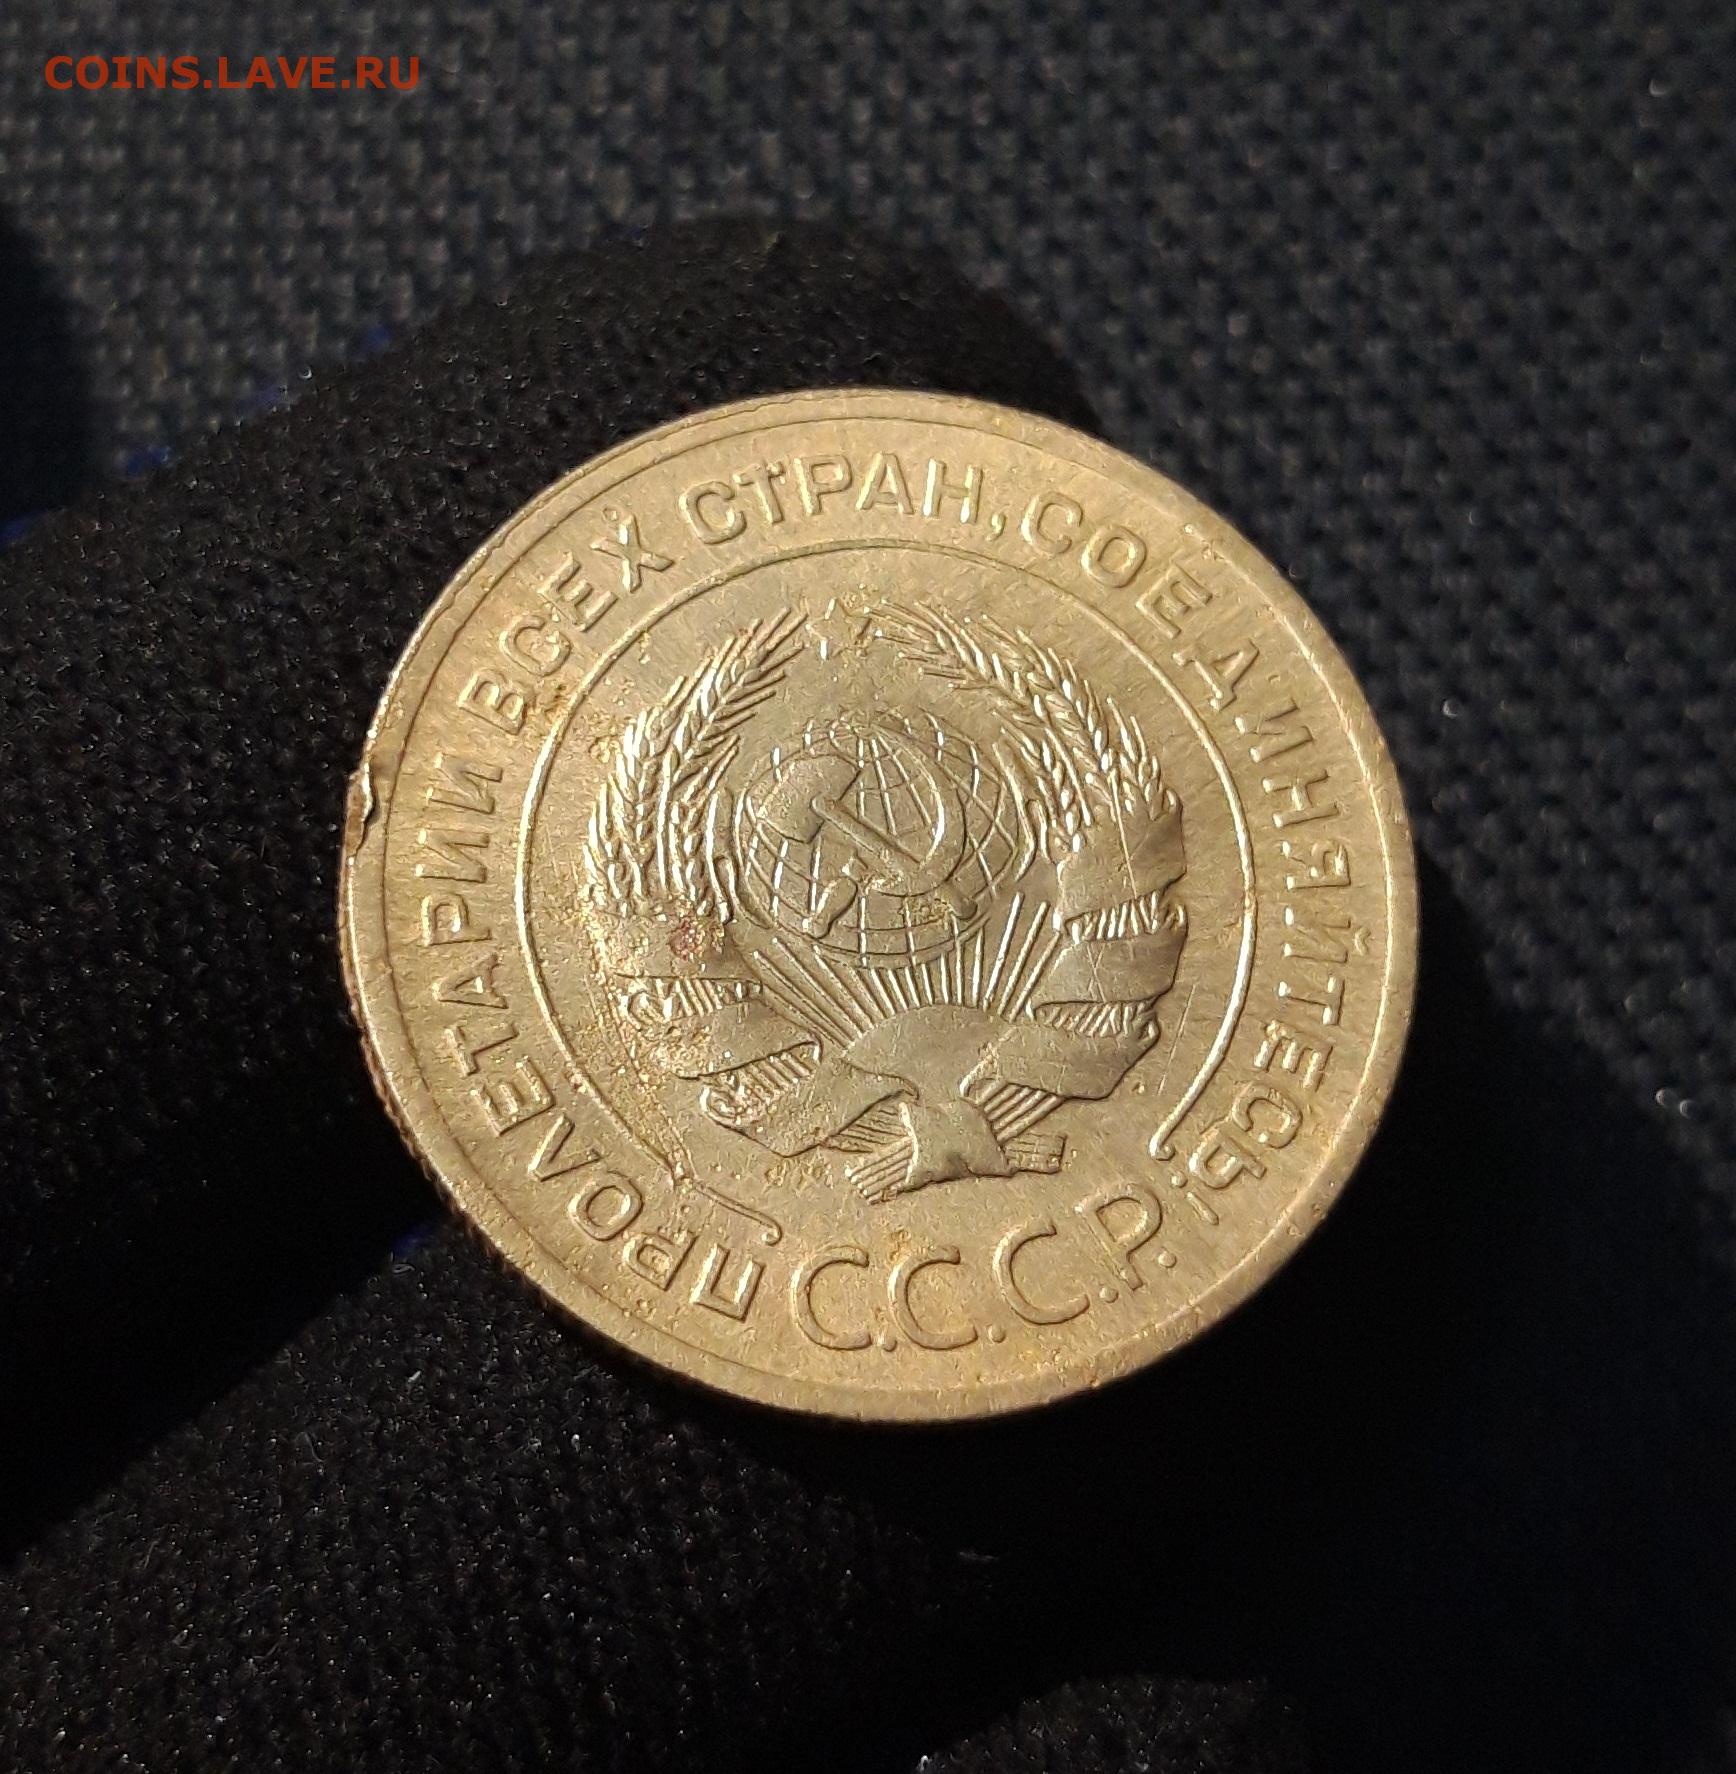 COINS.LAVE.RU
ПРОЛЕТАРИИ ВСЕХ СТРАН, СОЕДИНЯЙТЕСЬ!
С.С.С.Р.